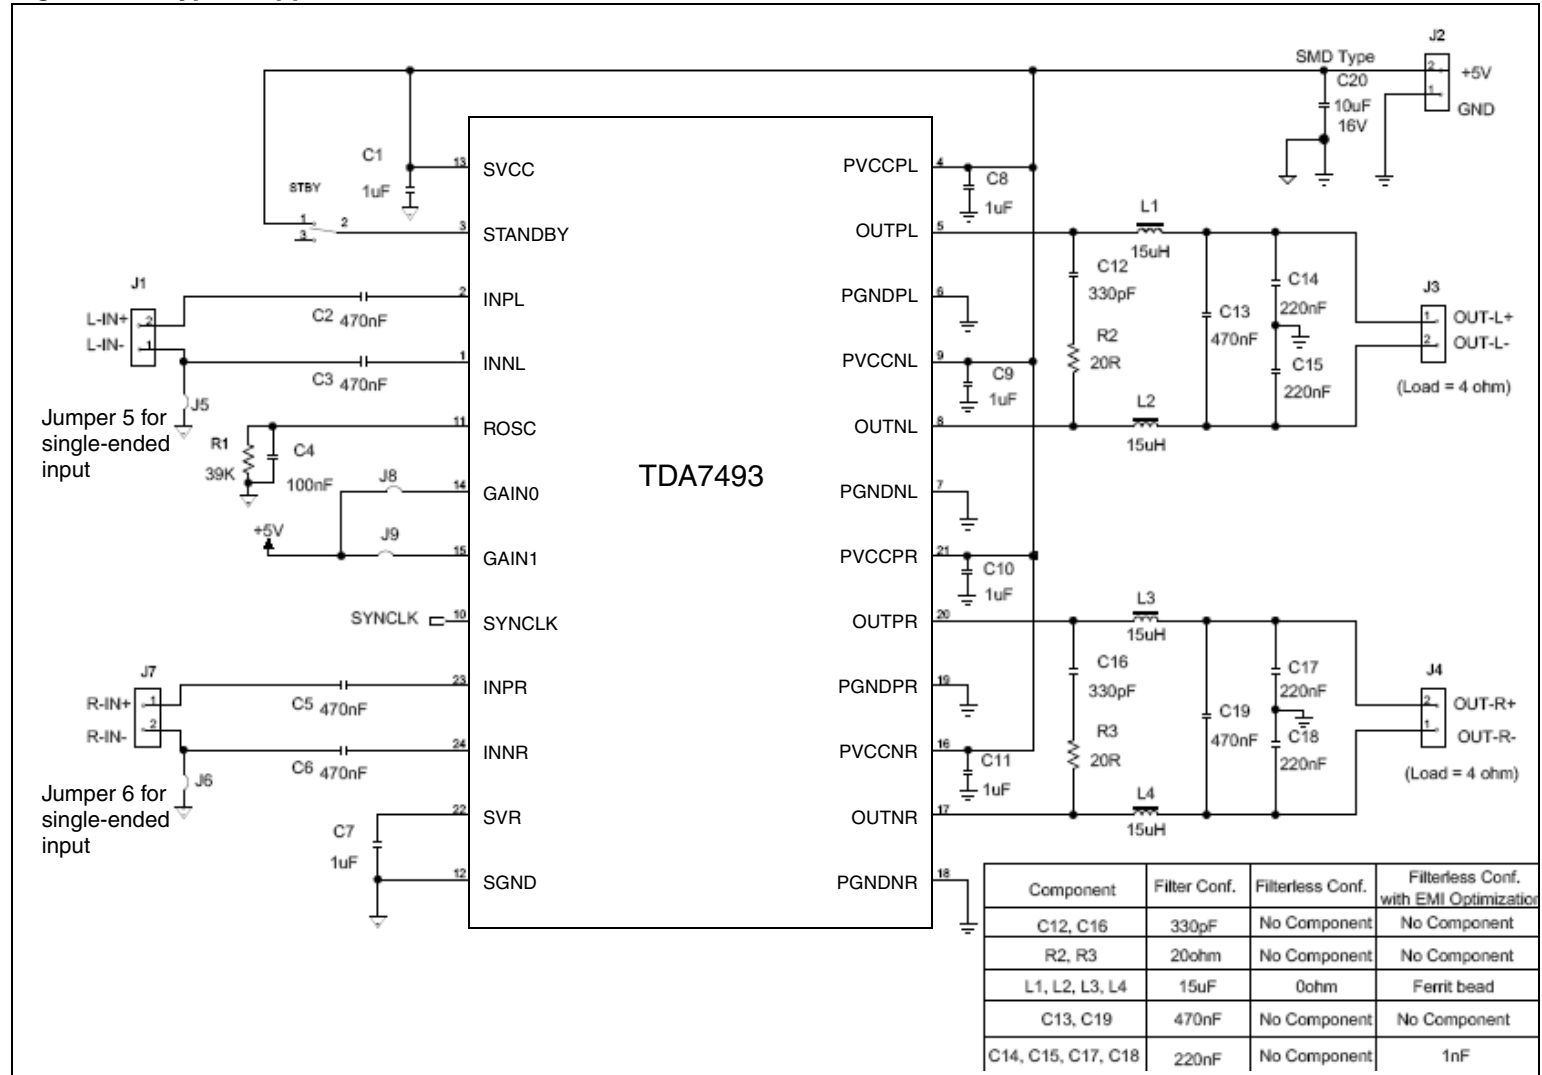 J2
SMD Type
C20
10uF
16V
2
+5V
1
GND
C1
1uF
STBY
1
2
3
13
SVCC
3
STANDBY
J1
L-IN+
2
L-IN-
1
C2 470nF
2
INPL
C3 470nF
1
INNL
J5
Jumper 5 for
single-ended
input
R1
39K
C4
100nF
11
ROSC
J8
14
GAIN0
+5V
J9
15
GAIN1
SYNCLK
10
SYNCLK
J7
R-IN+
1
R-IN-
2
C5 470nF
23
INPR
C6 470nF
24
INNR
J6
Jumper 6 for
single-ended
input
C7
1uF
22
SVR
12
SGND
TDA7493
PVCCPL
4
C8
1uF
OUTPL
5
PGNDPL
6
PVCCNL
9
C9
1uF
OUTNL
8
PGNDNL
7
PVCCPR
21
C10
1uF
OUTPR
20
PGNDPR
19
PVCCNR
16
C11
1uF
OUTNR
17
PGNDNR
18
L1
15uH
C12
330pF
R2
20R
C13
470nF
C14
220nF
C15
220nF
L2
15uH
J3
1
OUT-L+
2
OUT-L-
(Load = 4 ohm)
L3
15uH
C16
330pF
R3
20R
C19
470nF
C17
220nF
C18
220nF
L4
15uH
J4
2
OUT-R+
1
OUT-R-
(Load = 4 ohm)
Component Filter Conf. Filterless Conf. Filterless Conf. with EMI Optimization
C12, C16 330pF No Component No Component
R2, R3 20ohm No Component No Component
L1, L2, L3, L4 15uF 0ohm Ferrit bead
C13, C19 470nF No Component No Component
C14, C15, C17, C18 220nF No Component 1nF